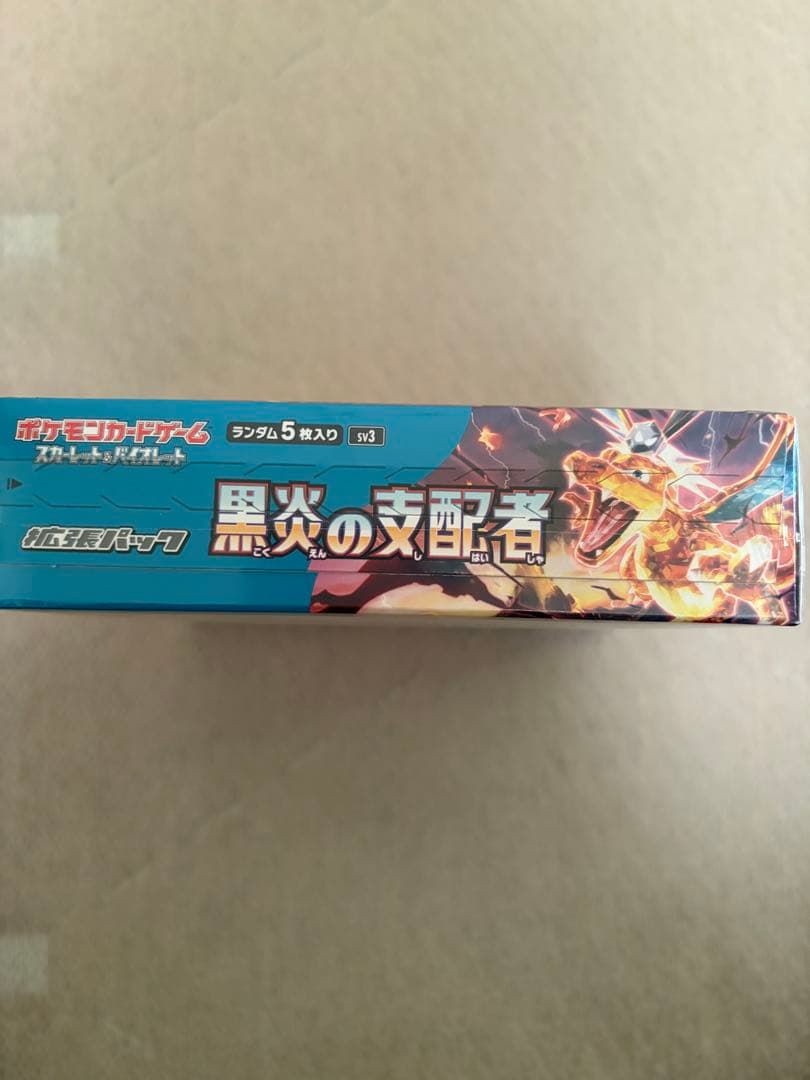 ポケモンカードゲーム
スカーレット&バイオレット
ランダム5枚入り
SV3
拡張パック
黒炎の支配者
こくえん しはいしゃ